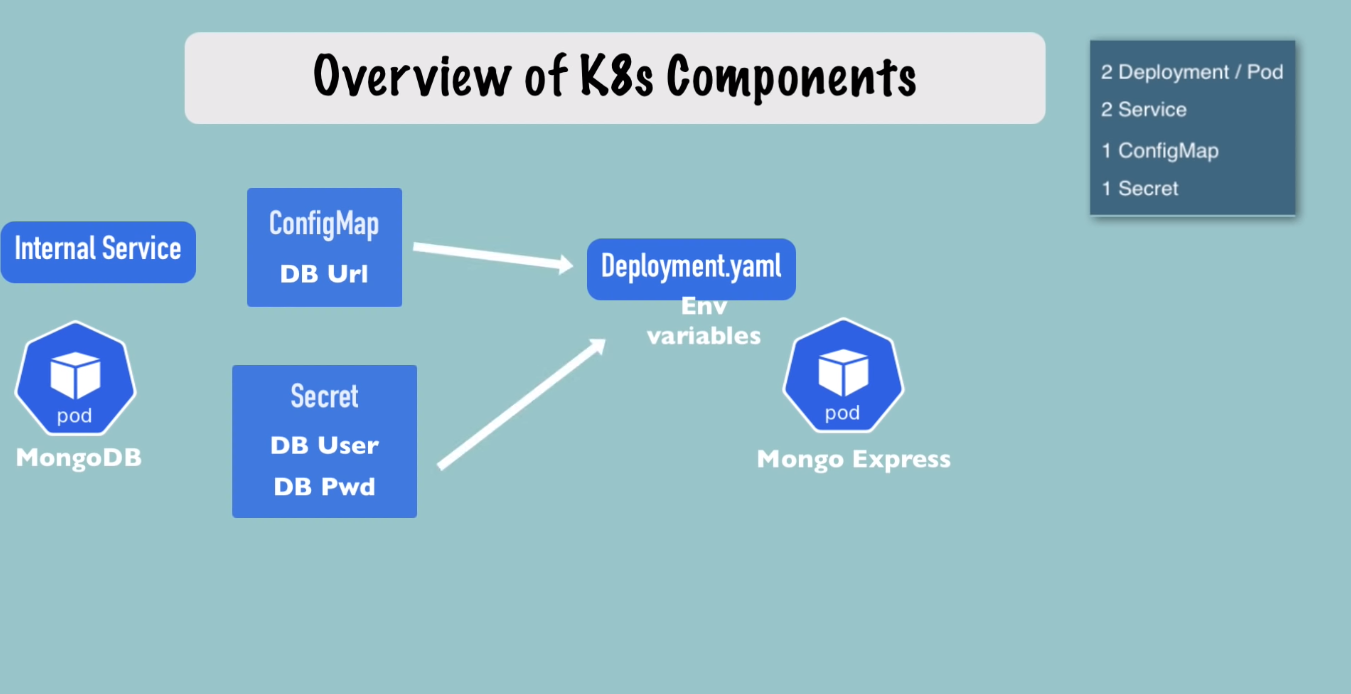 Overview of K8s Components
2 Deployment / Pod
2 Service
1 ConfigMap
1 Secret
Internal Service
pod
MongoDB
ConfigMap
DB Url
Secret
DB User
DB Pwd
Deployment.yaml
Env
variables
pod
Mongo Express